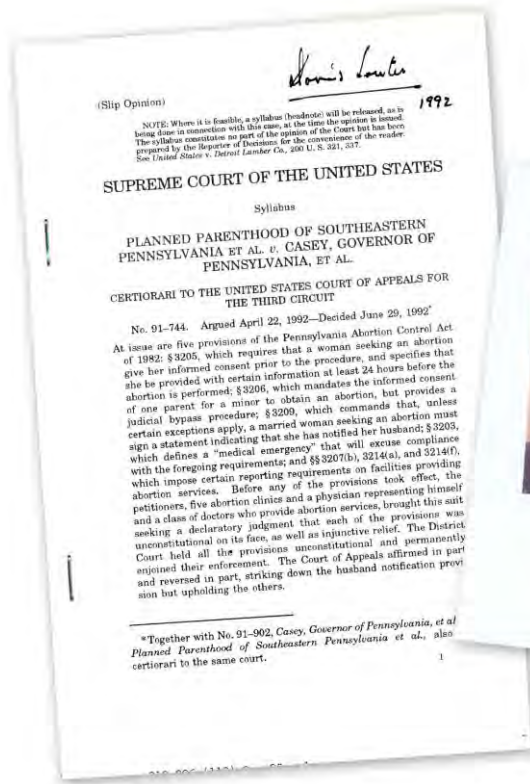 1992
(Slip Opinion)
NOTE: Where it is feasible, a syllabus (headnote) will be released, as is
being done in connection with this case, at the time the opinion is issued.
The syllabus constitutes no part of the opinion of the Court but has been
prepared by the Reporter of Decisions for the convenience of the reader.
See United States v. Detroit Lumber Co., 200 U. S. 321, 337.
SUPREME COURT OF THE UNITED STATES
Syllabus
PLANNED PARENTHOOD OF SOUTHEASTERN
PENNSYLVANIA ET AL. v. CASEY, GOVERNOR OF
PENNSYLVANIA, ET AL.
CERTIORARI TO THE UNITED STATES COURT OF APPEALS FOR
THE THIRD CIRCUIT
No. 91–744. Argued April 22, 1992—Decided June 29, 1992*
At issue are five provisions of the Pennsylvania Abortion Control Act
of 1982: § 3205, which requires that a woman seeking an abortion
give her informed consent prior to the procedure, and specifies that
she be provided with certain information at least 24 hours before the
abortion is performed; § 3206, which mandates the informed consent
of one parent for a minor to obtain an abortion, but provides a
judicial bypass procedure; § 3209, which commands that, unless
certain exceptions apply, a married woman seeking an abortion must
sign a statement indicating that she has notified her husband; § 3203,
which defines a "medical emergency" that will excuse compliance
with the foregoing requirements; and §§ 3207(b), 3214(a), and 3214(f),
which impose certain reporting requirements on facilities providing
abortion services. Before any of the provisions took effect, the
petitioners, five abortion clinics and a physician representing himself
and a class of doctors who provide abortion services, brought this suit
seeking a declaratory judgment that each of the provisions was
unconstitutional on its face, as well as injunctive relief. The District
Court held all the provisions unconstitutional and permanently
enjoined their enforcement. The Court of Appeals affirmed in part
and reversed in part, striking down the husband notification provi
sion but upholding the others.
*Together with No. 91–902, Casey, Governor of Pennsylvania, et al
Planned Parenthood of Southeastern Pennsylvania et al., also
certiorari to the same court.
1